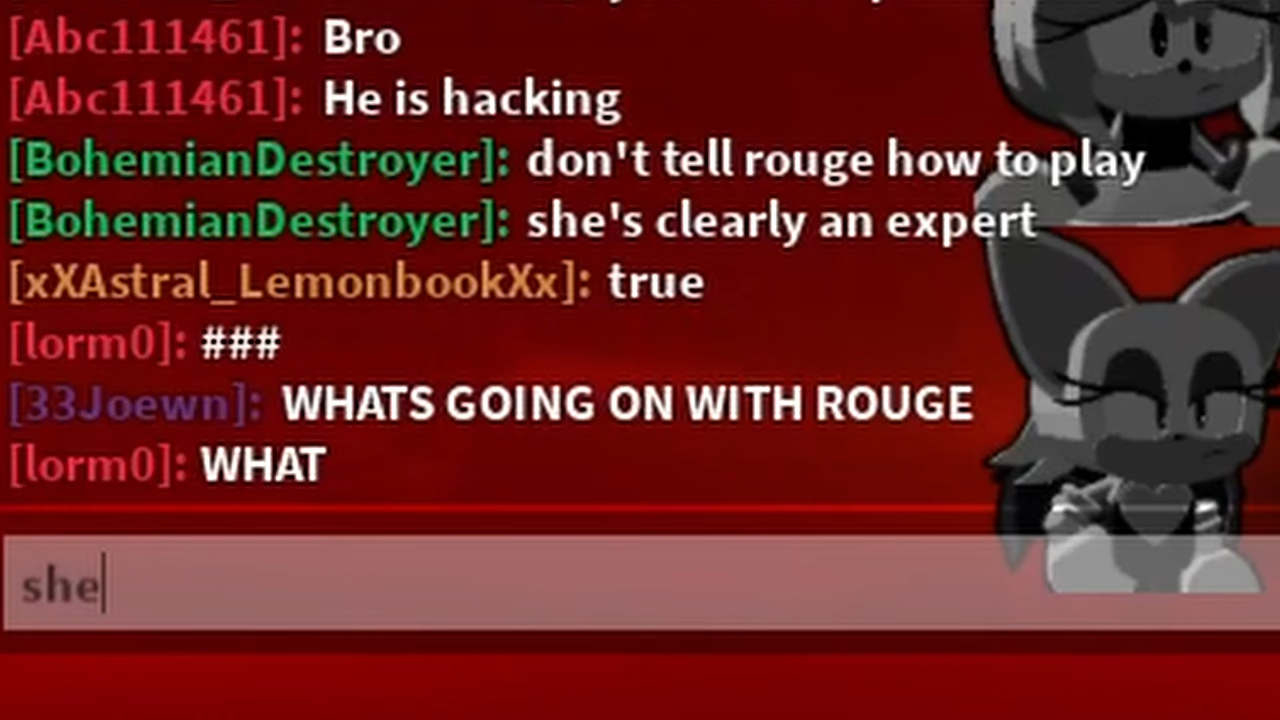 [Abc111461]: Bro
[Abc111461]: He is hacking
[BohemianDestroyer]: don't tell rouge how to play
[BohemianDestroyer]: she's clearly an expert
[xXAstral_LemonbookXx]: true
[lorm0]: ###
[33Joewn]: WHATS GOING ON WITH ROUGE
[lorm0]: WHAT
she